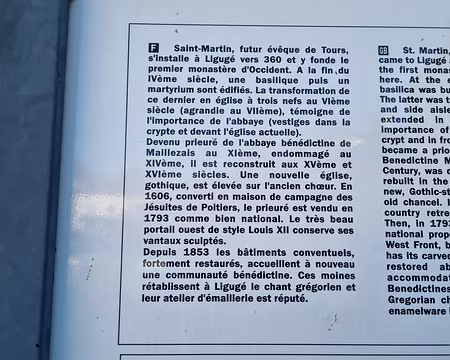 F Saint-Martin, futur évêque de Tours,
s'installe à Ligugé vers 360 et y fonde le
premier monastère d'Occident. A la fin du
IVème siècle, une basilique puis un
martyrium sont édifiés. La transformation de
ce dernier en église à trois nefs au VIème
siècle (agrandie au VIIème), témoigne de
l'importance de l'abbaye (vestiges dans la
crypte et devant l'église actuelle).
Devenu prieuré de l'abbaye bénédictine de
Maillezais au XIème, endommagé au
XIVème, il est reconstruit aux XVème et
XVIème siècles. Une nouvelle église,
gothique, est élevée sur l'ancien chœur. En
1606, converti en maison de campagne des
Jésuites de Poitiers, le prieuré est vendu en
1793 comme bien national. Le très beau
portail ouest de style Louis XII conserve ses
vantaux sculptés.
Depuis 1853 les bâtiments conventuels,
fortement restaurés, accueillent à nouveau
une communauté bénédictine. Ces moines
rétablissent à Ligugé le chant grégorien et
leur atelier d'émaillerie est réputé.
GB St. Martin,
came to Ligugé
the first monas
here. At the e
basilica was bu
The latter was t
and side aisle
extended in
importance of
crypt and in fro
became a prio
Benedictine M
Century, was d
rebuilt in the
new, Gothic-st
old chancel. I
country retre
Then, in 1793
national prope
West Front, b
has its carved
restored ab
accommodat
Benedictines
Gregorian ch
enamelware